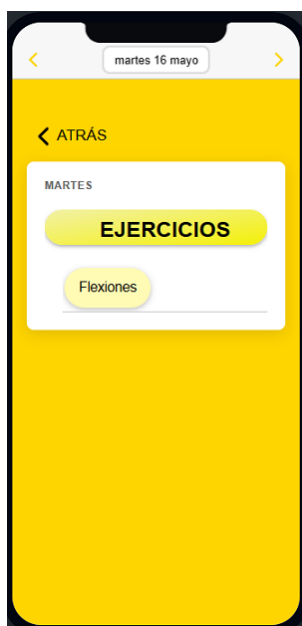 martes 16 mayo
ATRÁS
MARTES
EJERCICIOS
Flexiones